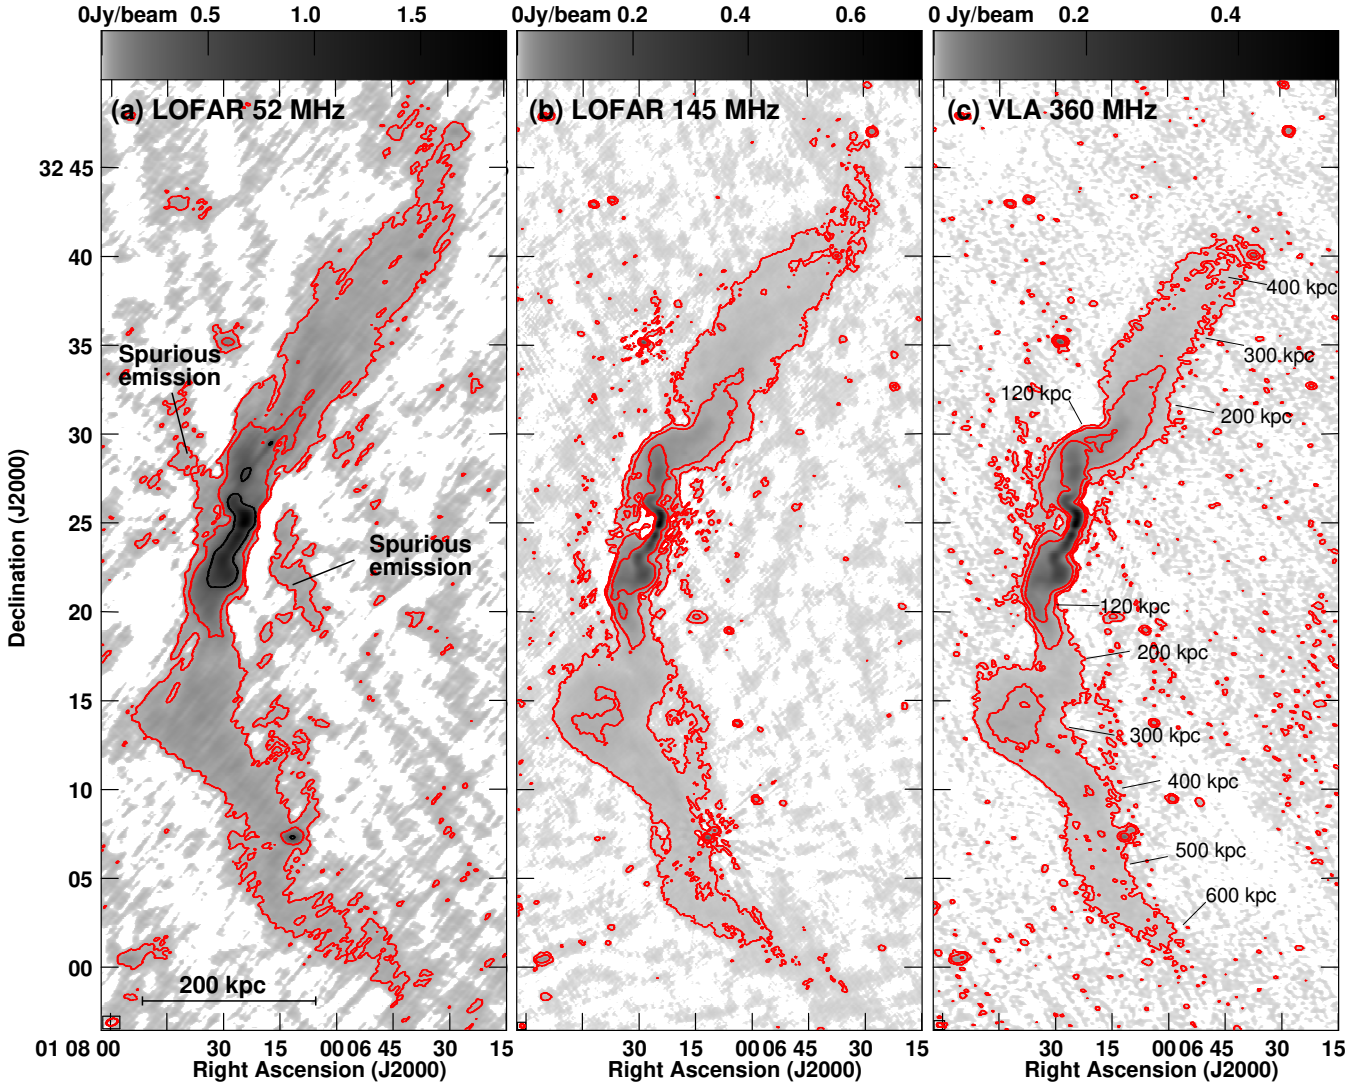 0Jy/beam 0.5 1.0 1.5
0Jy/beam 0.2 0.4 0.6
0 Jy/beam 0.2 0.4
(a) LOFAR 52 MHz
(b) LOFAR 145 MHz
(c) VLA 360 MHz
Declination (J2000)
32 45
40
35
30
25
20
15
10
05
00
Spurious
emission
Spurious
emission
200 kpc
400 kpc
300 kpc
120 kpc
200 kpc
120 kpc
200 kpc
300 kpc
400 kpc
500 kpc
600 kpc
01 08 00 30 15 00 06 45 30 15
30 15 00 06 45 30 15
30 15 00 06 45 30 15
Right Ascension (J2000)
Right Ascension (J2000)
Right Ascension (J2000)